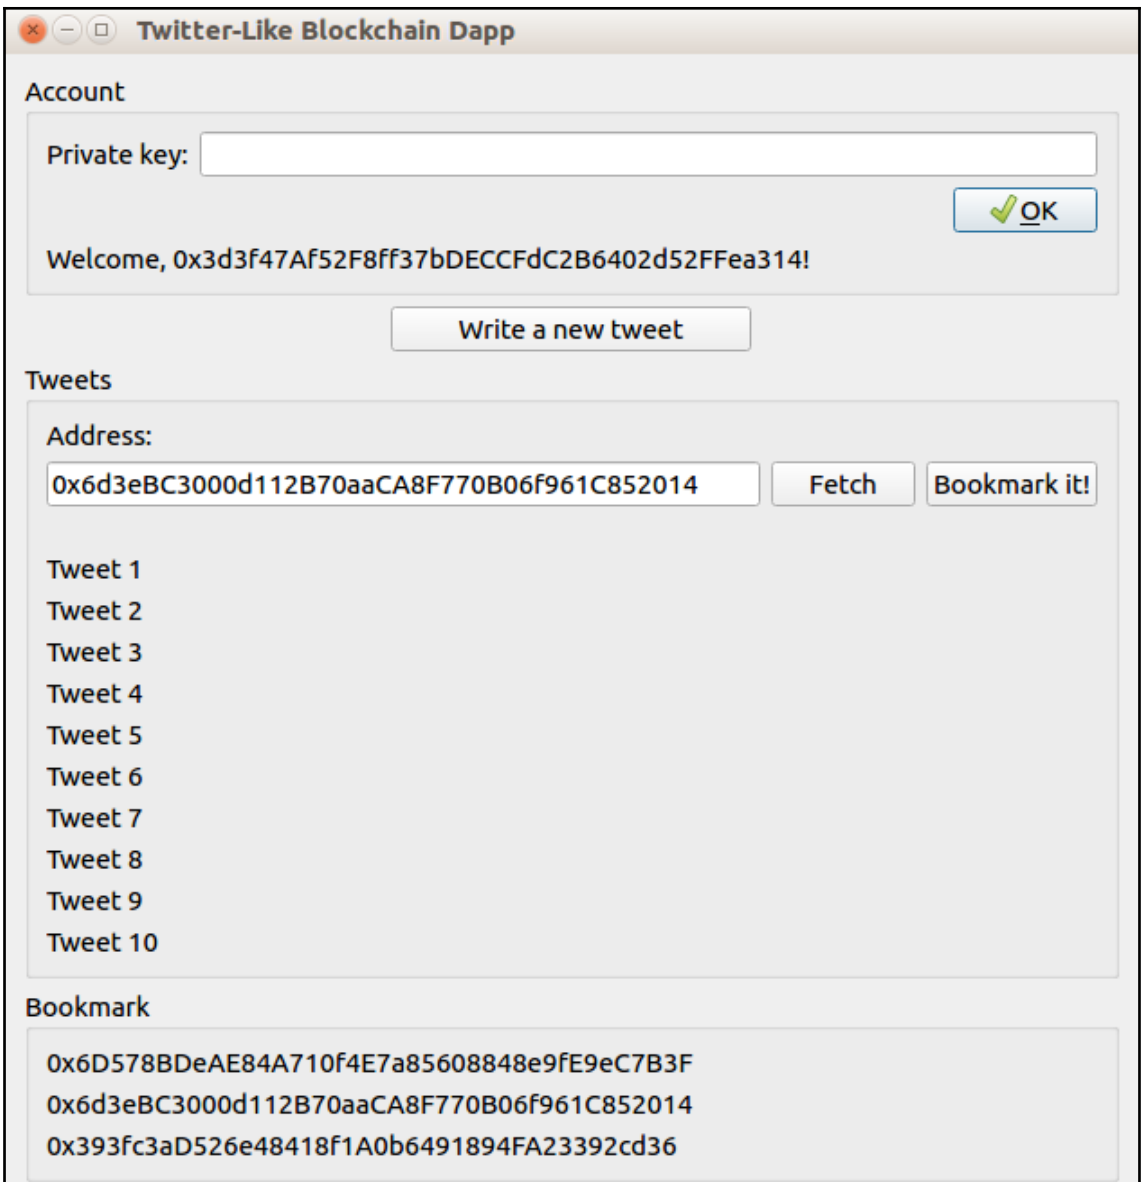 Twitter-Like Blockchain Dapp
Account
Private key:
OK
Welcome, 0x3d3f47Af52F8ff37bDECCFdC2B6402d52FFea314!
Write a new tweet
Tweets
Address:
0x6d3eBC3000d112B70aaCA8F770B06f961C852014 Fetch Bookmark it!
Tweet 1
Tweet 2
Tweet 3
Tweet 4
Tweet 5
Tweet 6
Tweet 7
Tweet 8
Tweet 9
Tweet 10
Bookmark
0x6D578BDeAE84A710f4E7a85608848e9fE9eC7B3F
0x6d3eBC3000d112B70aaCA8F770B06f961C852014
0x393fc3aD526e48418f1A0b6491894FA23392cd36